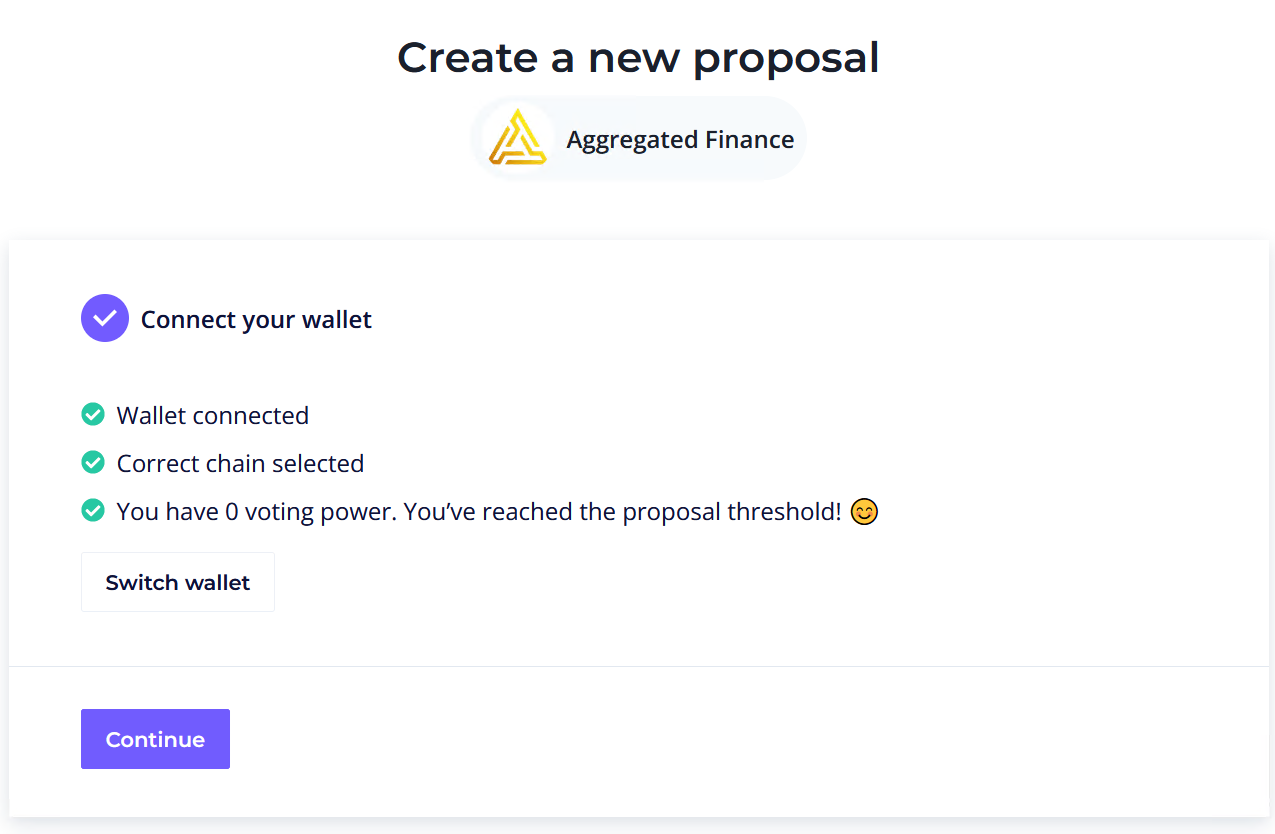 Create a new proposal
Aggregated Finance
Connect your wallet
Wallet connected
Correct chain selected
You have 0 voting power. You’ve reached the proposal threshold! 😊
Switch wallet
Continue